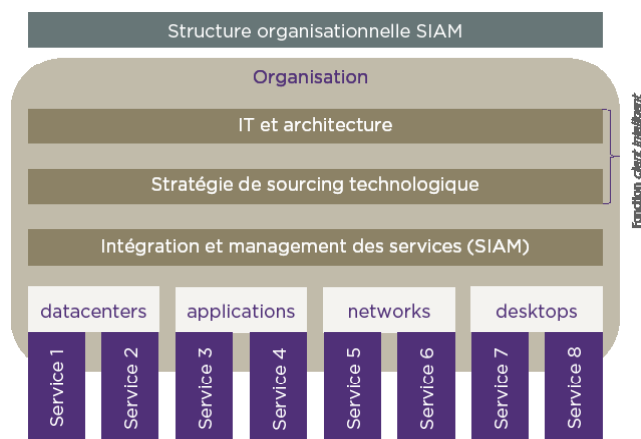 Structure organisationnelle SIAM
Organisation
IT et architecture
Stratégie de sourcing technologique
Fonction client intelligent
Intégration et management des services (SIAM)
datacenters
applications
networks
desktops
Service 1
Service 2
Service 3
Service 4
Service 5
Service 6
Service 7
Service 8